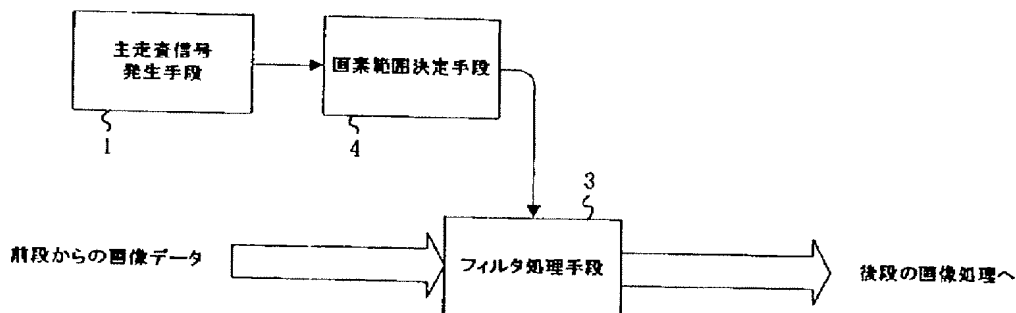 主走査信号
発生手段
画素範囲決定手段
1
4
3
前段からの画像データ
フィルタ処理手段
後段の画像処理へ